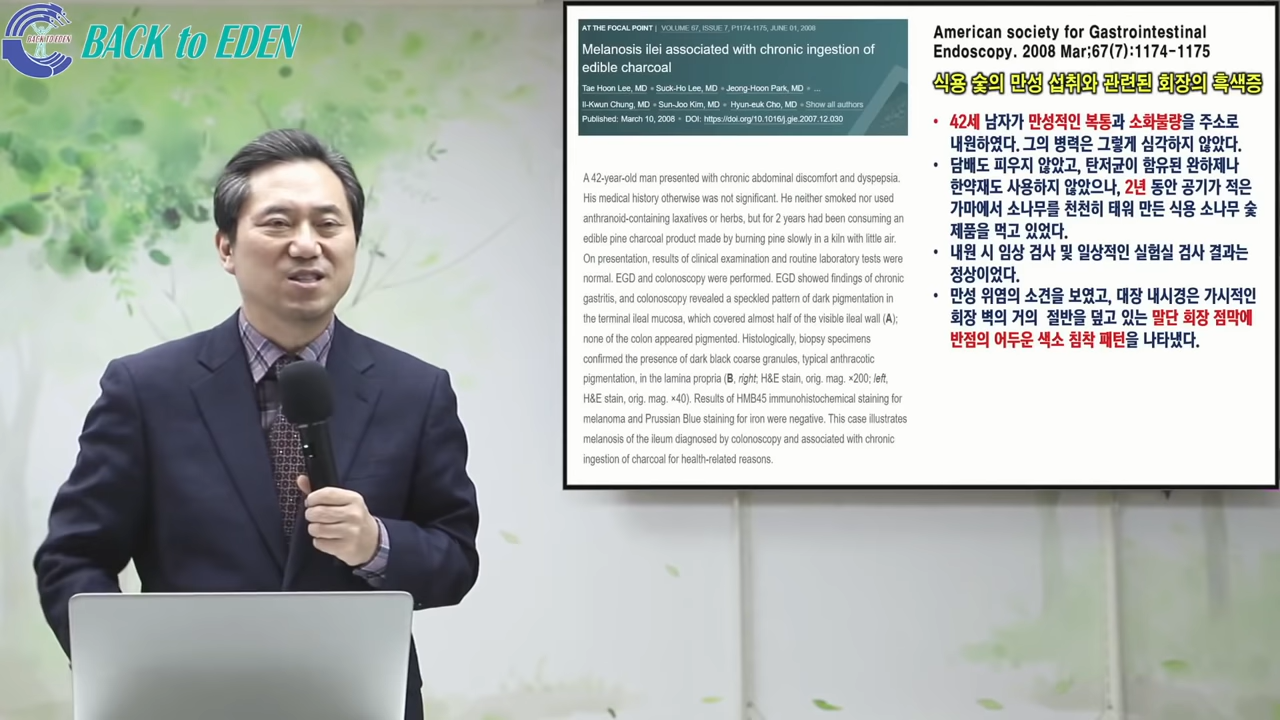 BACK to EDEN
BACK to EDEN
AT THE FOCAL POINT | VOLUME 67, ISSUE 7, P1174-1175, JUNE 01, 2008
Melanosis ilei associated with chronic ingestion of
edible charcoal
Tae Hoon Lee, MD • Suck-Ho Lee, MD • Jeong-Hoon Park, MD • ...
Il-Kwun Chung, MD • Sun-Joo Kim, MD • Hyun-euk Cho, MD • Show all authors
Published: March 10, 2008 • DOI: https://doi.org/10.1016/j.gie.2007.12.030
A 42-year-old man presented with chronic abdominal discomfort and dyspepsia.
His medical history otherwise was not significant. He neither smoked nor used
anthranoid-containing laxatives or herbs, but for 2 years had been consuming an
edible pine charcoal product made by burning pine slowly in a kiln with little air.
On presentation, results of clinical examination and routine laboratory tests were
normal. EGD and colonoscopy were performed. EGD showed findings of chronic
gastritis, and colonoscopy revealed a speckled pattern of dark pigmentation in
the terminal ileal mucosa, which covered almost half of the visible ileal wall (A);
none of the colon appeared pigmented. Histologically, biopsy specimens
confirmed the presence of dark black coarse granules, typical anthracotic
pigmentation, in the lamina propria (B, right; H&E stain, orig. mag. ×200; left,
H&E stain, orig. mag. ×40). Results of HMB45 immunohistochemical staining for
melanoma and Prussian Blue staining for iron were negative. This case illustrates
melanosis of the ileum diagnosed by colonoscopy and associated with chronic
ingestion of charcoal for health-related reasons.
American society for Gastrointestinal
Endoscopy. 2008 Mar;67(7):1174-1175
식용 숯의 만성 섭취와 관련된 회장의 흑색증
• 42세 남자가 만성적인 복통과 소화불량을 주소로
내원하였다. 그의 병력은 그렇게 심각하지 않았다.
• 담배도 피우지 않았고, 탄저균이 함유된 완하제나
한약재도 사용하지 않았으나, 2년 동안 공기가 적은
가마에서 소나무를 천천히 태워 만든 식용 소나무 숯
제품을 먹고 있었다.
• 내원 시 임상 검사 및 일상적인 실험실 검사 결과는
정상이었다.
• 만성 위염의 소견을 보였고, 대장 내시경은 가시적인
회장 벽의 거의 절반을 덮고 있는 말단 회장 점막에
반점의 어두운 색소 침착 패턴을 나타냈다.